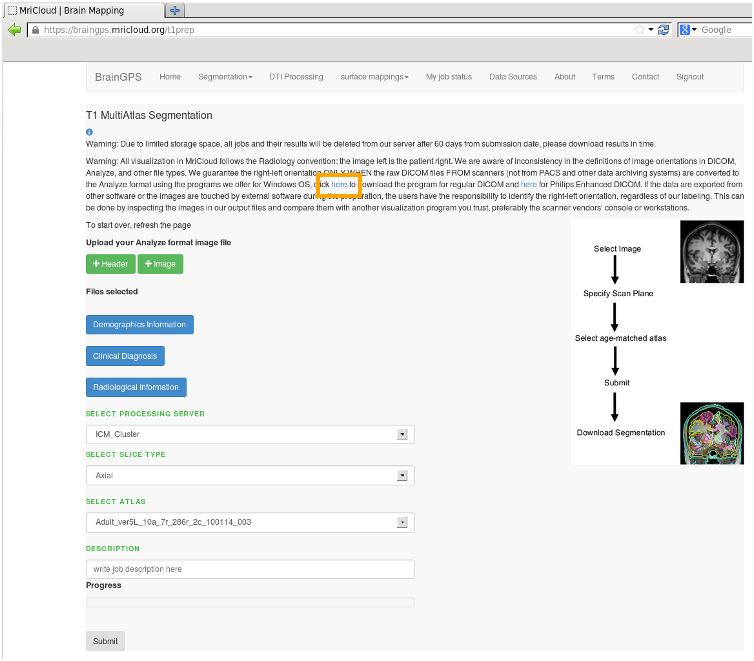 MriCloud | Brain Mapping
https://braingps.mricloud.org/t1prep
Google
BrainGPS Home Segmentation DTI Processing surface mappings My job status Data Sources About Terms Contact Signout
T1 MultiAtlas Segmentation
Warning: Due to limited storage space, all jobs and their results will be deleted from our server after 60 days from submission date, please download results in time.
Warning: All visualization in MriCloud follows the Radiology convention: the image left is the patient right. We are aware of inconsistency in the definitions of image orientations in DICOM,
Analyze, and other file types. We guarantee the right-left orientation ONLY WHEN the raw DICOM files FROM scanners (not from PACS and other data archiving systems) are converted to
the Analyze format using the programs we offer for Windows OS, click here to download the program for regular DICOM and here for Philips Enhanced DICOM. If the data are exported from
other software or the images are touched by external software during the preparation, the users have the responsibility to identify the right-left orientation, regardless of our labeling. This can
be done by inspecting the images in our output files and compare them with another visualization program you trust, preferably the scanner vendors' console or workstations.
To start over, refresh the page
Upload your Analyze format image file
+ Header + Image
Files selected
Demographics Information
Clinical Diagnosis
Radiological Information
SELECT PROCESSING SERVER
ICM_Cluster
SELECT SLICE TYPE
Axial
SELECT ATLAS
Adult_ver5L_10a_7r_286r_2c_100114_003
DESCRIPTION
write job description here
Progress
Submit
Select Image
Specify Scan Plane
Select age-matched atlas
Submit
Download Segmentation